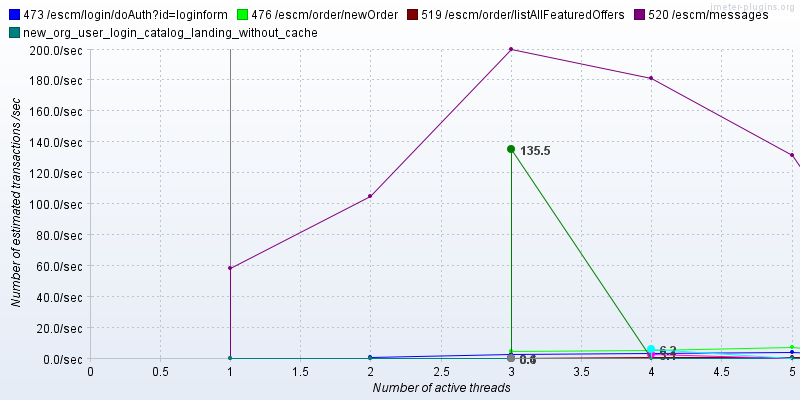 473 /escm/login/doAuth?id=loginform 476 /escm/order/newOrder 519 /escm/order/listAllFeaturedOffers 520 /escm/messages
jmeter-plugins.org
new_org_user_login_catalog_landing_without_cache
200.0/sec
180.0/sec
160.0/sec
140.0/sec
120.0/sec
100.0/sec
80.0/sec
60.0/sec
40.0/sec
20.0/sec
0.0/sec
Number of estimated transactions /sec
135.5
6.2
0 0.5 1 1.5 2 2.5 3 3.5 4 4.5 5
Number of active threads